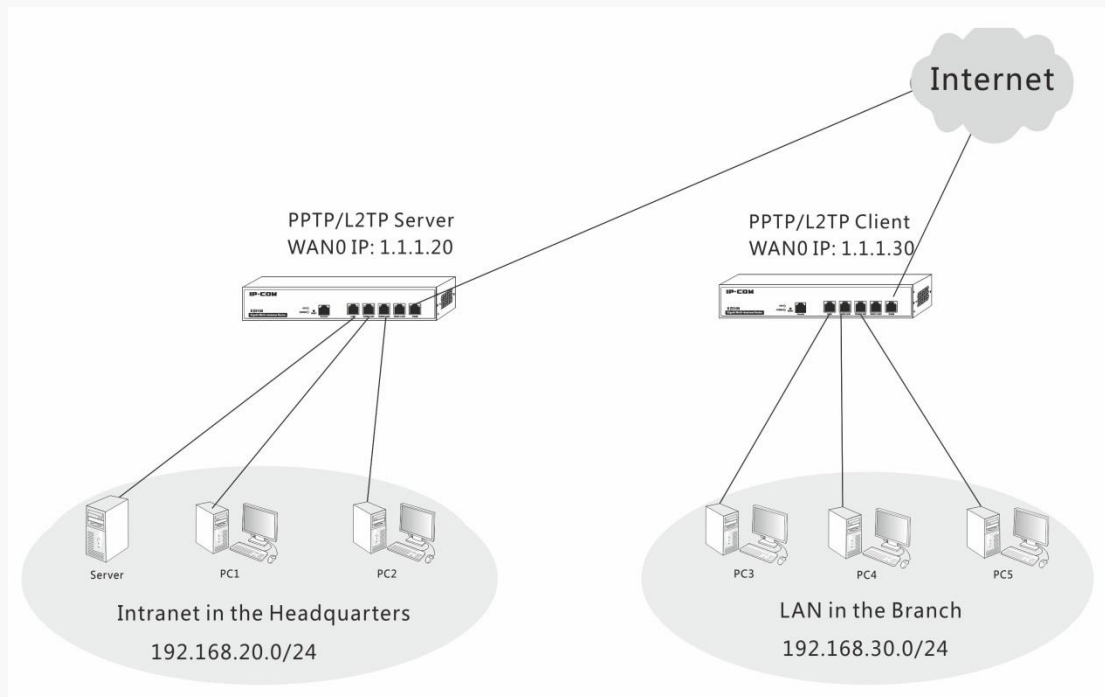 Internet
PPTP/L2TP Server
WAN0 IP: 1.1.1.20
PPTP/L2TP Client
WAN0 IP: 1.1.1.30
IP-COM
IP-COM
Server
PC1
PC2
PC3
PC4
PC5
Intranet in the Headquarters
192.168.20.0/24
LAN in the Branch
192.168.30.0/24